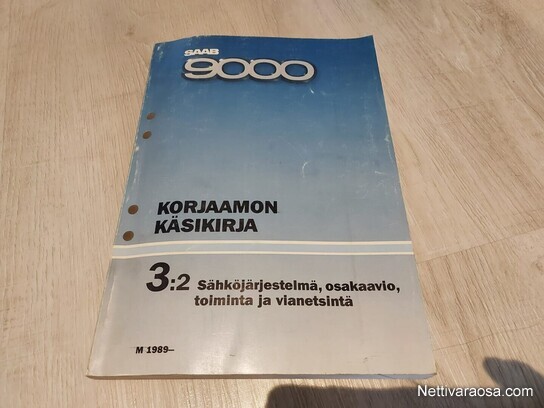 SAAB
9000
KORJAAMON
KÄSIKIRJA
3:2 Sähköjärjestelmä, osakaavio,
toiminta ja vianetsintä
M 1989–
Nettivaraosa.com